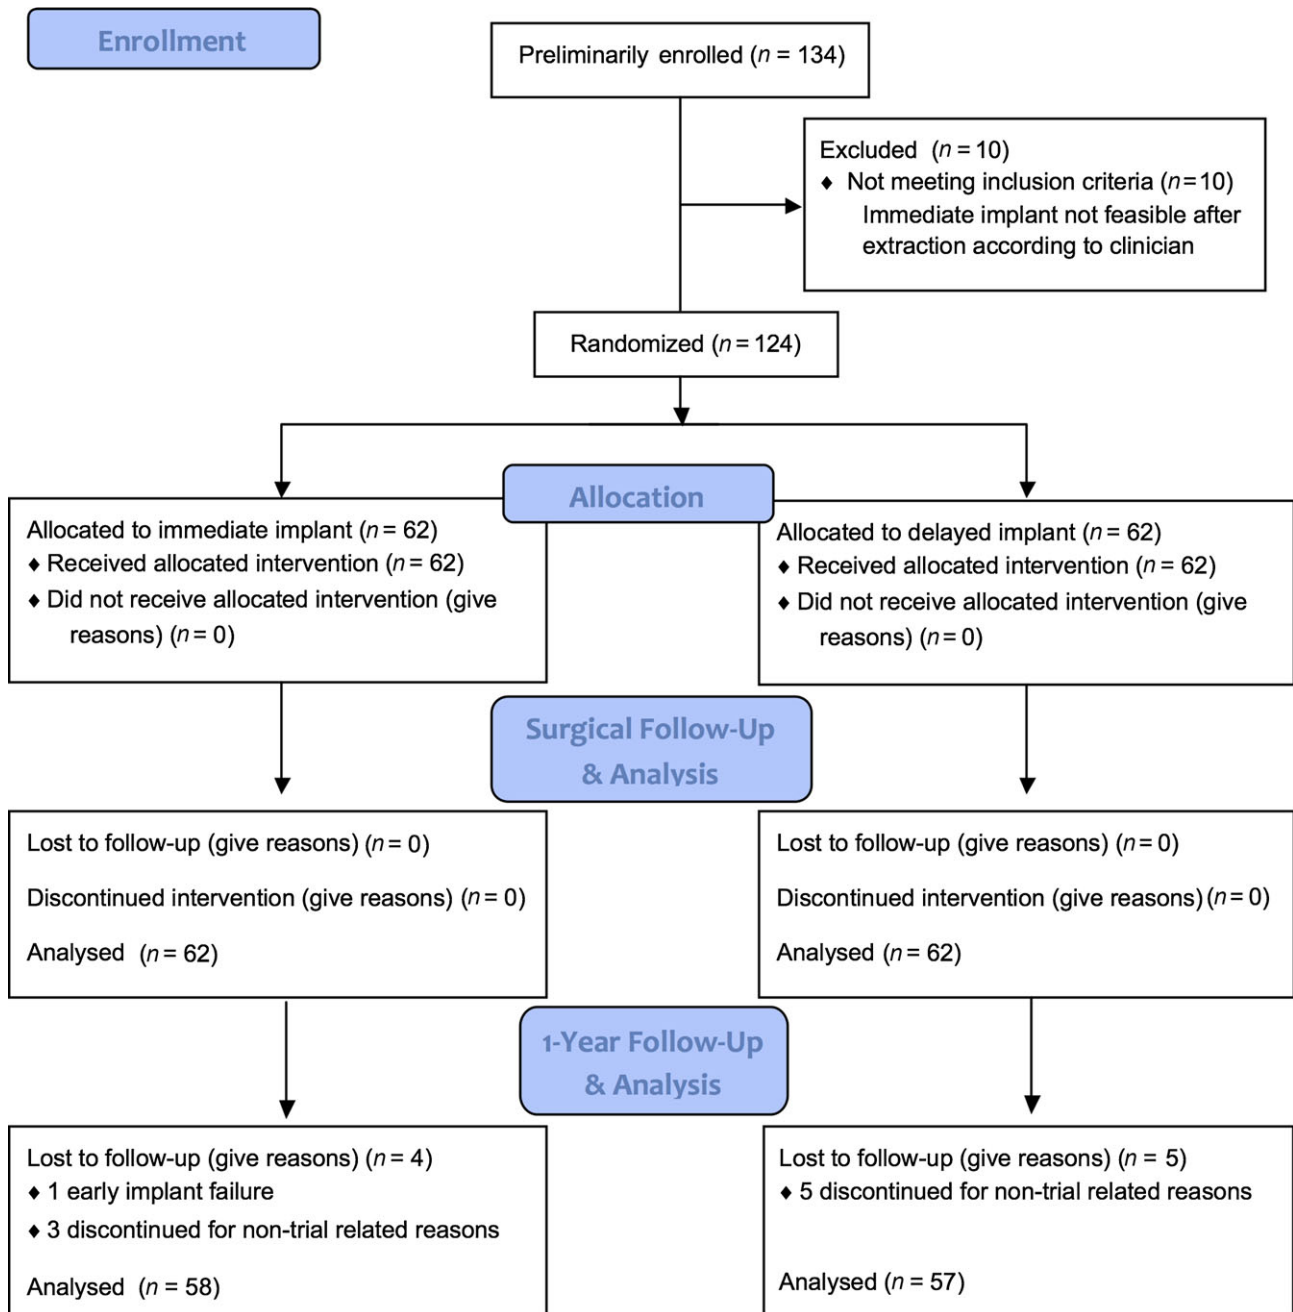 Enrollment
Preliminarily enrolled (n = 134)
Excluded (n = 10)
♦ Not meeting inclusion criteria (n=10)
Immediate implant not feasible after
extraction according to clinician
Randomized (n = 124)
Allocation
Allocated to immediate implant (n = 62)
♦ Received allocated intervention (n = 62)
♦ Did not receive allocated intervention (give
reasons) (n = 0)
Allocated to delayed implant (n = 62)
♦ Received allocated intervention (n = 62)
♦ Did not receive allocated intervention (give
reasons) (n = 0)
Surgical Follow-Up
& Analysis
Lost to follow-up (give reasons) (n = 0)
Discontinued intervention (give reasons) (n = 0)
Analysed (n = 62)
Lost to follow-up (give reasons) (n = 0)
Discontinued intervention (give reasons) (n = 0)
Analysed (n = 62)
1-Year Follow-Up
& Analysis
Lost to follow-up (give reasons) (n = 4)
♦ 1 early implant failure
♦ 3 discontinued for non-trial related reasons
Analysed (n = 58)
Lost to follow-up (give reasons) (n = 5)
♦ 5 discontinued for non-trial related reasons
Analysed (n = 57)